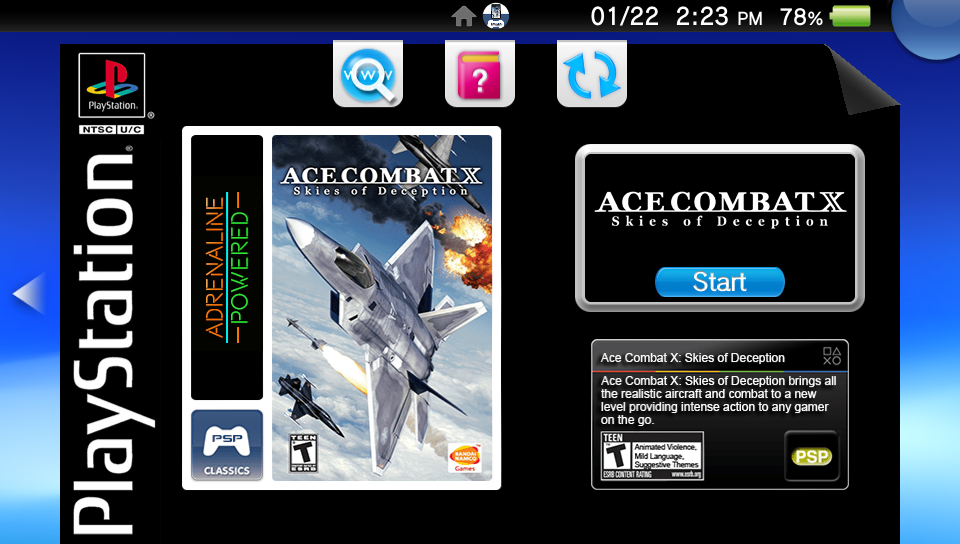 01/22 2:23 PM 78%
PlayStation®
NTSC U/C
PlayStation®
www
?
ADRENALINE
POWERED
PSP
CLASSICS
ACE COMBAT X
Skies of Deception
TEEN
T
ESRB
BANDAI
NAMCO
Games
ACE COMBAT X
Skies of Deception
Start
Ace Combat X: Skies of Deception
Ace Combat X: Skies of Deception brings all
the realistic aircraft and combat to a new
level providing intense action to any gamer
on the go.
TEEN
T
Animated Violence,
Mild Language,
Suggestive Themes
ESRB CONTENT RATING www.esrb.org
PSP